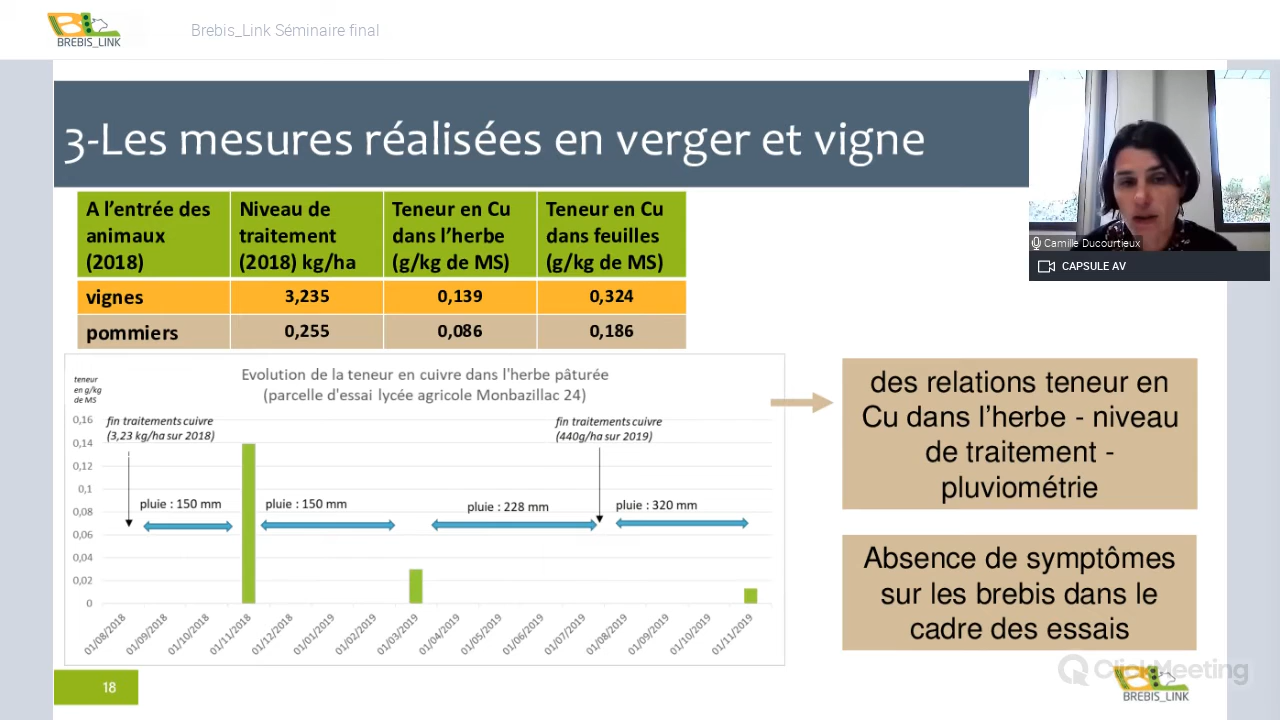 BREBIS_LINK
Brebis_Link Séminaire final
3-Les mesures réalisées en verger et vigne
A l’entrée des animaux (2018)
Niveau de traitement (2018) kg/ha
Teneur en Cu dans l’herbe (g/kg de MS)
Teneur en Cu dans feuilles (g/kg de MS)
vignes 3,235 0,139 0,324
pommiers 0,255 0,086 0,186
Camille Ducourtieux
CAPSULE AV
Evolution de la teneur en cuivre dans l'herbe pâturée
(parcelle d'essai lycée agricole Monbazillac 24)
teneur
en g/kg
de MS
0,16
0,14
0,12
0,1
0,08
0,06
0,04
0,02
0
fin traitements cuivre
(3,23 kg/ha sur 2018)
fin traitements cuivre
(440g/ha sur 2019)
pluie : 150 mm
pluie : 150 mm
pluie : 228 mm
pluie : 320 mm
01/08/2018
01/09/2018
01/10/2018
01/11/2018
01/12/2018
01/01/2019
01/02/2019
01/03/2019
01/04/2019
01/05/2019
01/06/2019
01/07/2019
01/08/2019
01/09/2019
01/10/2019
01/11/2019
des relations teneur en
Cu dans l’herbe - niveau
de traitement -
pluviométrie
Absence de symptômes
sur les brebis dans le
cadre des essais
18
ClickMeeting
BREBIS_LINK